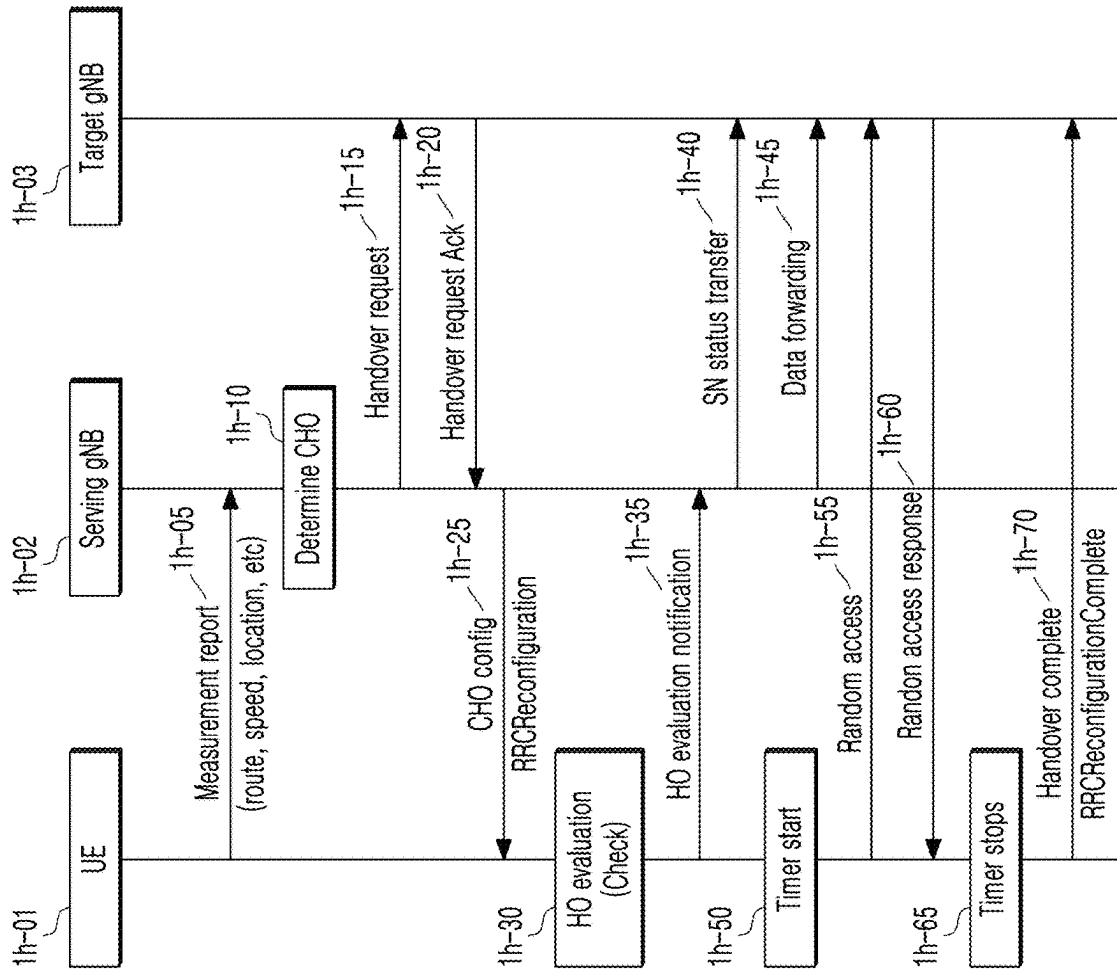 1h-01
UE
1h-02
Serving gNB
1h-03
Target gNB
1h-05
Measurement report
(route, speed, location, etc)
1h-10
Determine CHO
Handover request
1h-15
Handover request Ack
1h-20
1h-25
CHO config
RRCReconfiguration
1h-30
HO evaluation
(Check)
1h-35
HO evaluation notification
SN status transfer
1h-40
Data forwarding
1h-45
1h-50
Timer start
1h-55
Random access
1h-60
Randon access response
1h-65
Timer stops
1h-70
Handover complete
RRCReconfigurationComplete